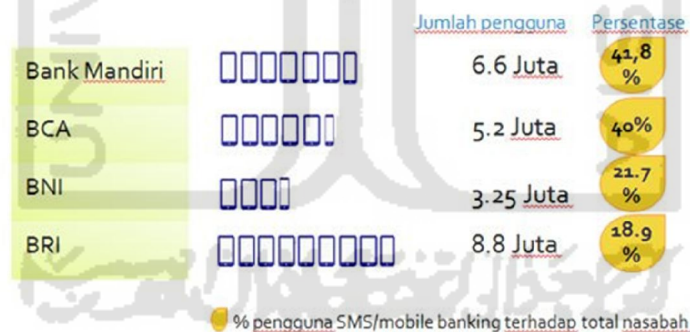 Jumlah pengguna Persentase
Bank Mandiri 6.6 Juta 41,8 %
BCA 5.2 Juta 40%
BNI 3.25 Juta 21.7 %
BRI 8.8 Juta 18.9 %
% pengguna SMS/mobile banking terhadap total nasabah